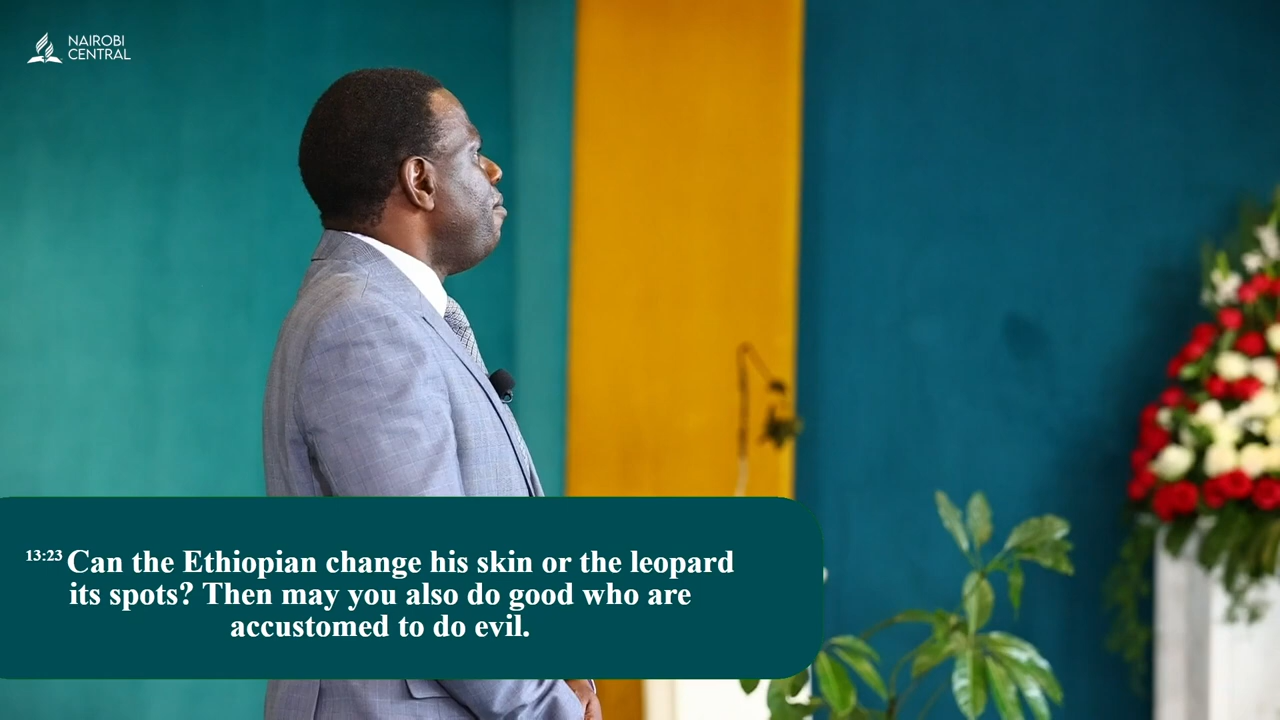 NAIROBI
CENTRAL
13:23 Can the Ethiopian change his skin or the leopard
its spots? Then may you also do good who are
accustomed to do evil.